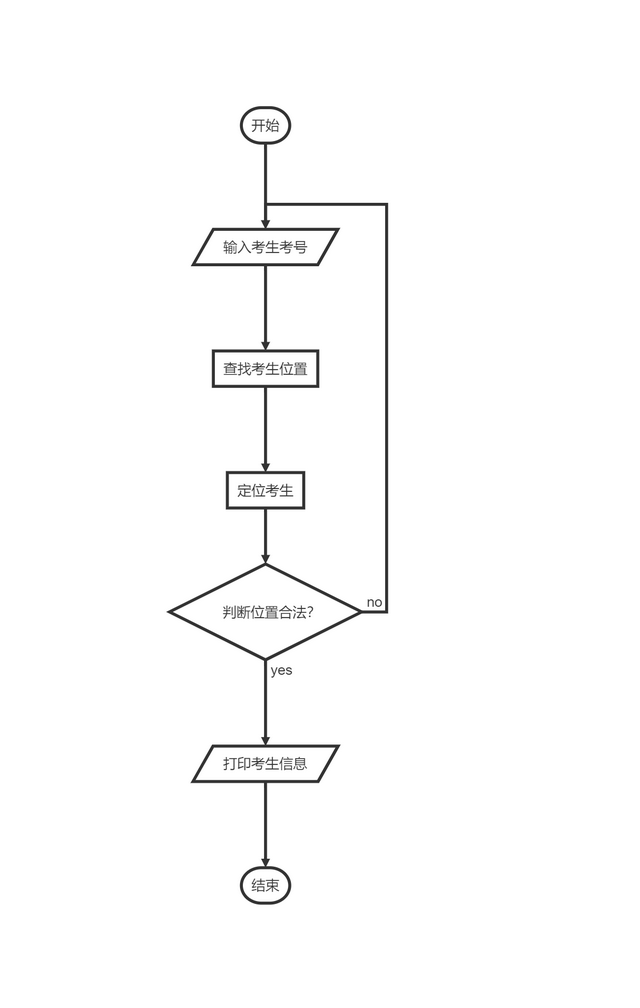 开始
输入考生考号
查找考生位置
定位考生
判断位置合法?
no
yes
打印考生信息
结束